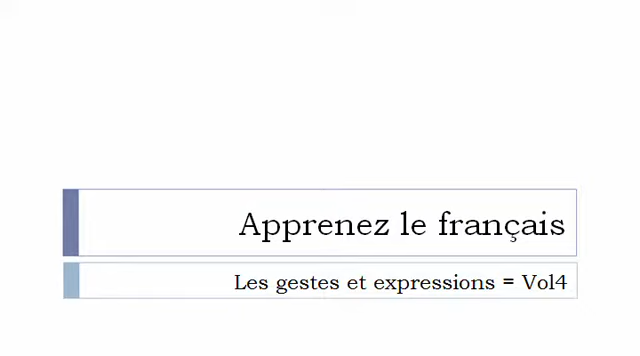 Apprenez le français
Les gestes et expressions = Vol4